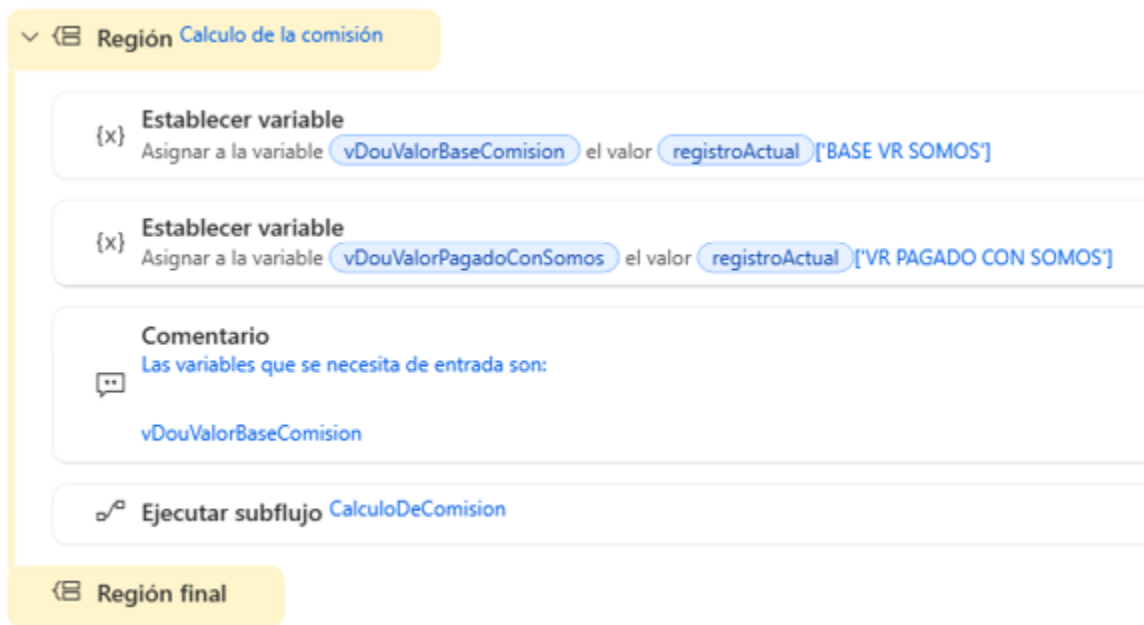 Región Calculo de la comisión
{x}
Establecer variable
Asignar a la variable vDouValorBaseComision el valor registroActual ['BASE VR SOMOS']
{x}
Establecer variable
Asignar a la variable vDouValorPagadoConSomos el valor registroActual ['VR PAGADO CON SOMOS']
Comentario
Las variables que se necesita de entrada son:
vDouValorBaseComision
Ejecutar subflujo CalculoDeComision
Región final